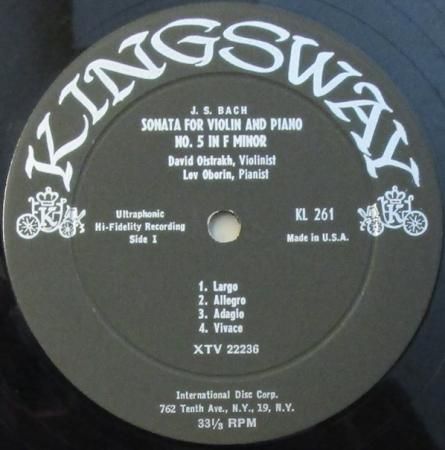 KINGSWAY
J. S. BACH
SONATA FOR VIOLIN AND PIANO
NO. 5 IN F MINOR
David Oistrakh, Violinist
Lev Oborin, Pianist
Ultraphonic
Hi-Fidelity Recording
Side I
KL 261
Made in U.S.A.
1. Largo
2. Allegro
3. Adagio
4. Vivace
XTV 22236
International Disc Corp.
762 Tenth Ave., N.Y., 19, N.Y.
33⅓ RPM